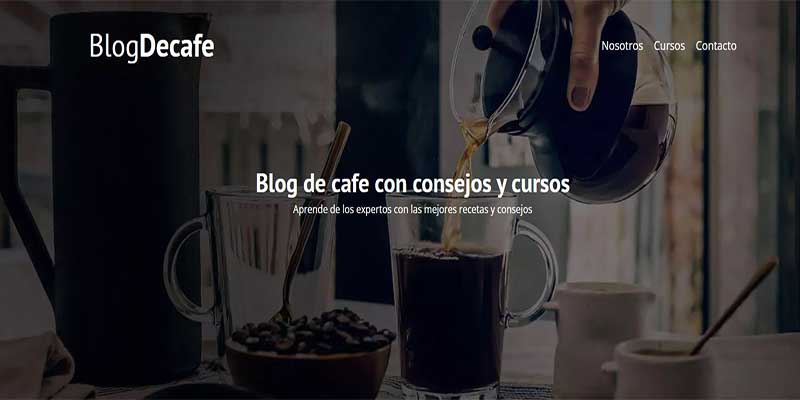 BlogDecafe
Nosotros Cursos Contacto
Blog de cafe con consejos y cursos
Aprende de los expertos con las mejores recetas y consejos